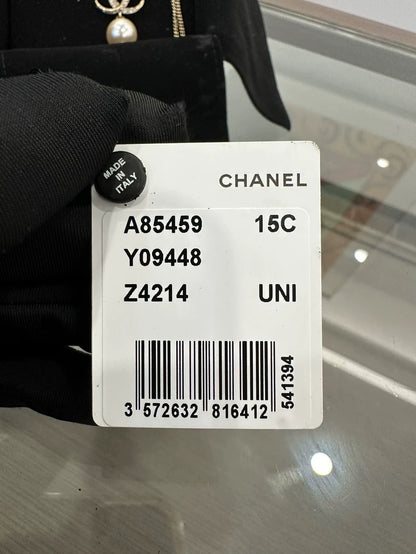 MADE
IN
ITALY
CHANEL
A85459 15C
Y09448
Z4214 UNI
3 572632 816412
541394